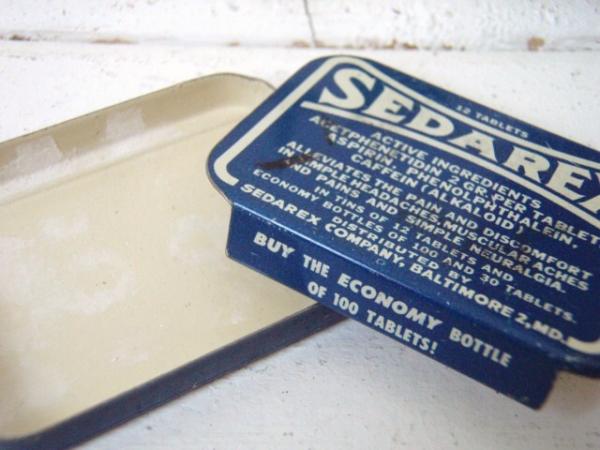 12 TABLETS
SEDAREX
ACTIVE INGREDIENTS
ACETPHENETIDIN 3 GR. PER TABLET
ASPIRIN, PHENOLPHTHALEIN,
CAFFEIN (ALKALOID)
ALLEVIATES THE PAIN AND DISCOMFORT
IN SIMPLE HEADACHES, MUSCULAR ACHES
AND PAINS AND SIMPLE NEURALGIA.
IN TINS OF 12 TABLETS AND
ECONOMY BOTTLES OF 100 AND 30 TABLETS.
DISTRIBUTED BY
SEDAREX COMPANY, BALTIMORE 2, MD.
BUY THE ECONOMY BOTTLE
OF 100 TABLETS!